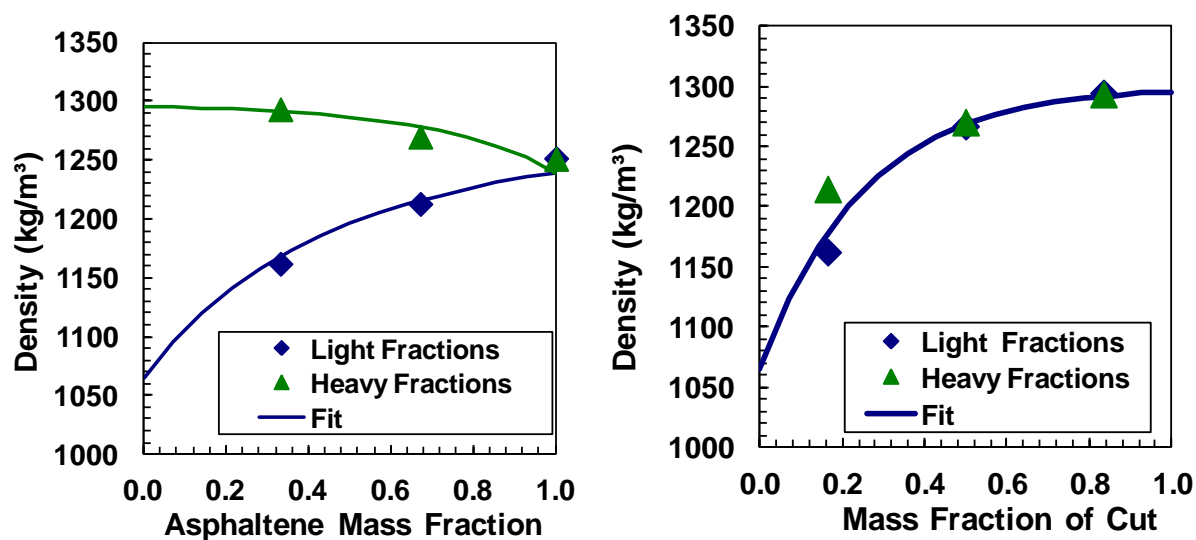 Density (kg/m³)
1350
1300
1250
1200
1150
1100
1050
1000
Light Fractions
Heavy Fractions
Fit
0.0 0.2 0.4 0.6 0.8 1.0
Asphaltene Mass Fraction
Density (kg/m³)
1350
1300
1250
1200
1150
1100
1050
1000
Light Fractions
Heavy Fractions
Fit
0.0 0.2 0.4 0.6 0.8 1.0
Mass Fraction of Cut